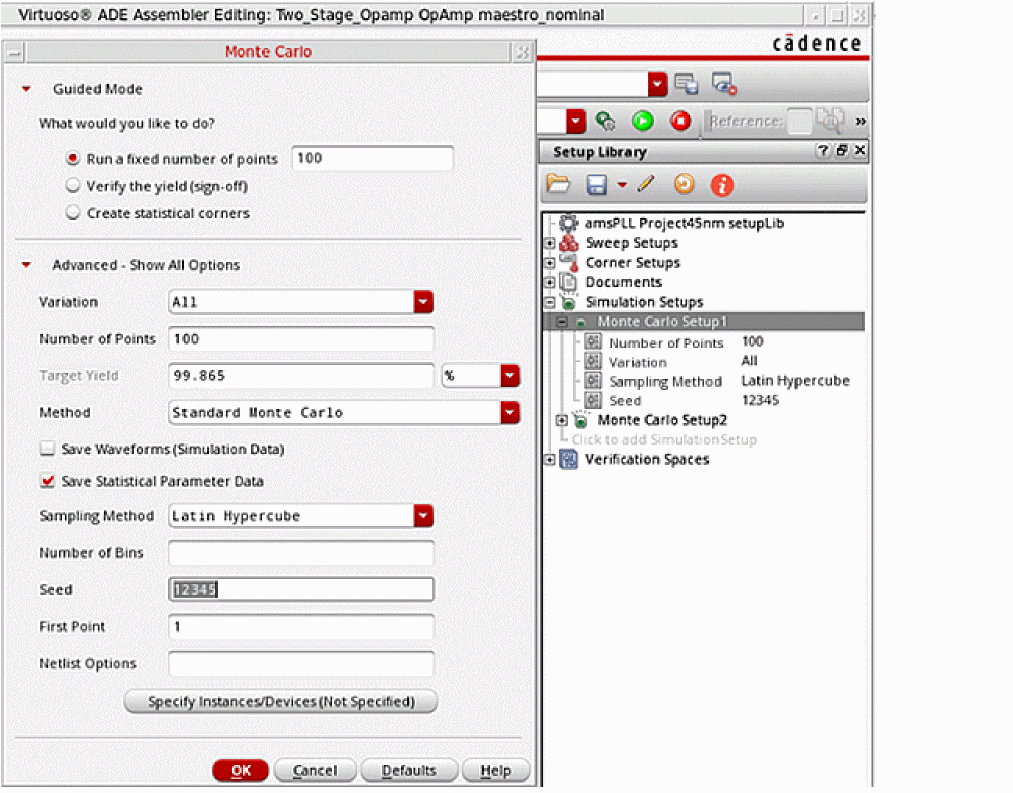 Virtuoso® ADE Assembler Editing: Two_Stage_Opamp OpAmp maestro_nominal
cādence
Monte Carlo
Guided Mode
What would you like to do?
Run a fixed number of points 100
Verify the yield (sign-off)
Create statistical corners
Advanced - Show All Options
Variation All
Number of Points 100
Target Yield 99.865 %
Method Standard Monte Carlo
Save Waveforms (Simulation Data)
Save Statistical Parameter Data
Sampling Method Latin Hypercube
Number of Bins
Seed 12345
First Point 1
Netlist Options
Specify Instances/Devices (Not Specified)
OK Cancel Defaults Help
Reference: »
Setup Library ?
amsPLL Project45nm setupLib
Sweep Setups
Corner Setups
Documents
Simulation Setups
Monte Carlo Setup1
Number of Points 100
Variation All
Sampling Method Latin Hypercube
Seed 12345
Monte Carlo Setup2
Click to add SimulationSetup
Verification Spaces